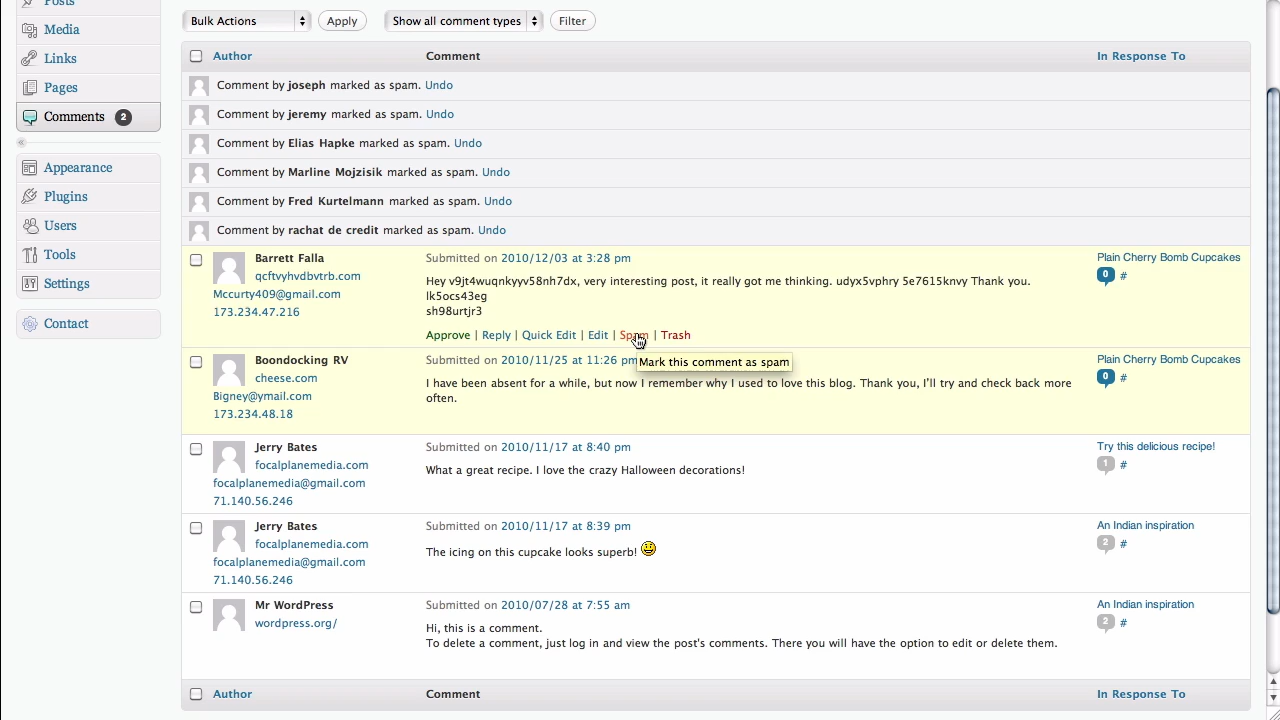 Posts
Media
Links
Pages
Comments 2
Appearance
Plugins
Users
Tools
Settings
Contact
Bulk Actions Apply Show all comment types Filter
Author Comment In Response To
Comment by joseph marked as spam. Undo
Comment by jeremy marked as spam. Undo
Comment by Elias Hapke marked as spam. Undo
Comment by Marline Mojzisik marked as spam. Undo
Comment by Fred Kurtelmann marked as spam. Undo
Comment by rachat de credit marked as spam. Undo
Barrett Falla
qcftvyhvdbvtrb.com
Mccurty409@gmail.com
173.234.47.216
Submitted on 2010/12/03 at 3:28 pm
Hey v9jt4wuqnkyyv58nh7dx, very interesting post, it really got me thinking. udyx5vphry 5e7615knvy Thank you.
lk5ocs43eg
sh98urtjr3
Approve | Reply | Quick Edit | Edit | Spam | Trash
Mark this comment as spam
Plain Cherry Bomb Cupcakes
0 #
Boondocking RV
cheese.com
Bigney@ymail.com
173.234.48.18
Submitted on 2010/11/25 at 11:26 pm
I have been absent for a while, but now I remember why I used to love this blog. Thank you, I'll try and check back more
often.
Plain Cherry Bomb Cupcakes
0 #
Jerry Bates
focalplanemedia.com
focalplanemedia@gmail.com
71.140.56.246
Submitted on 2010/11/17 at 8:40 pm
What a great recipe. I love the crazy Halloween decorations!
Try this delicious recipe!
1 #
Jerry Bates
focalplanemedia.com
focalplanemedia@gmail.com
71.140.56.246
Submitted on 2010/11/17 at 8:39 pm
The icing on this cupcake looks superb!
An Indian inspiration
2 #
Mr WordPress
wordpress.org/
Submitted on 2010/07/28 at 7:55 am
Hi, this is a comment.
To delete a comment, just log in and view the post's comments. There you will have the option to edit or delete them.
An Indian inspiration
2 #
Author Comment In Response To